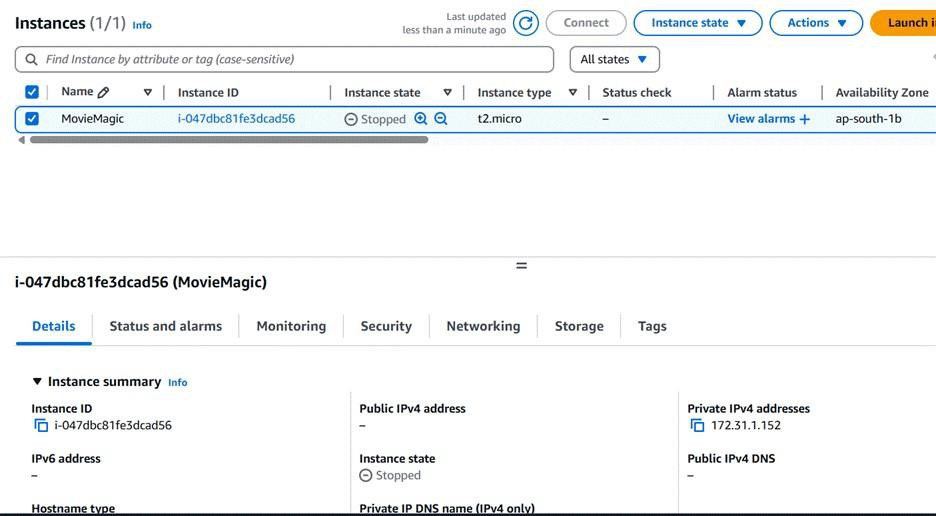 Instances (1/1) Info
Last updated
less than a minute ago
Connect
Instance state
Actions
Launch in
Find Instance by attribute or tag (case-sensitive)
All states
Name Instance ID Instance state Instance type Status check Alarm status Availability Zone
MovieMagic i-047dbc81fe3dcad56 Stopped t2.micro – View alarms + ap-south-1b
i-047dbc81fe3dcad56 (MovieMagic)
Details Status and alarms Monitoring Security Networking Storage Tags
Instance summary Info
Instance ID
i-047dbc81fe3dcad56
Public IPv4 address
–
Private IPv4 addresses
172.31.1.152
IPv6 address
–
Instance state
Stopped
Public IPv4 DNS
–
Hostname type
Private IP DNS name (IPv4 only)